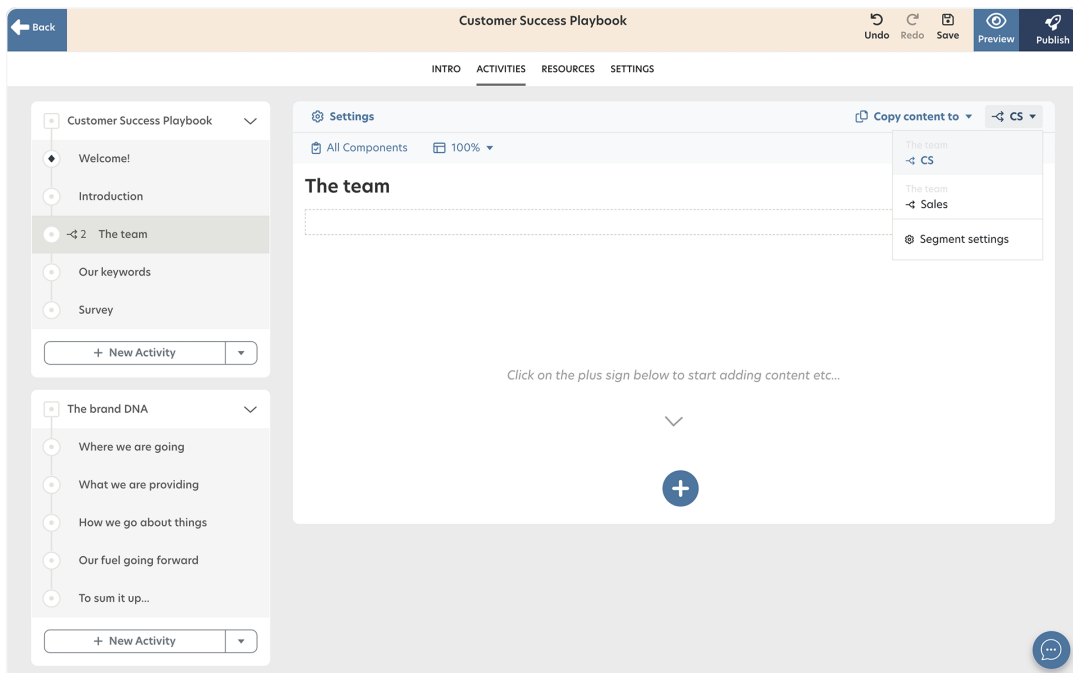 Back
Customer Success Playbook
Undo
Redo
Save
Preview
Publish
INTRO
ACTIVITIES
RESOURCES
SETTINGS
Customer Success Playbook
Welcome!
Introduction
2 The team
Our keywords
Survey
+ New Activity
The brand DNA
Where we are going
What we are providing
How we go about things
Our fuel going forward
To sum it up...
+ New Activity
Settings
Copy content to
CS
All Components
100%
The team
CS
The team
Sales
Segment settings
The team
Click on the plus sign below to start adding content etc...